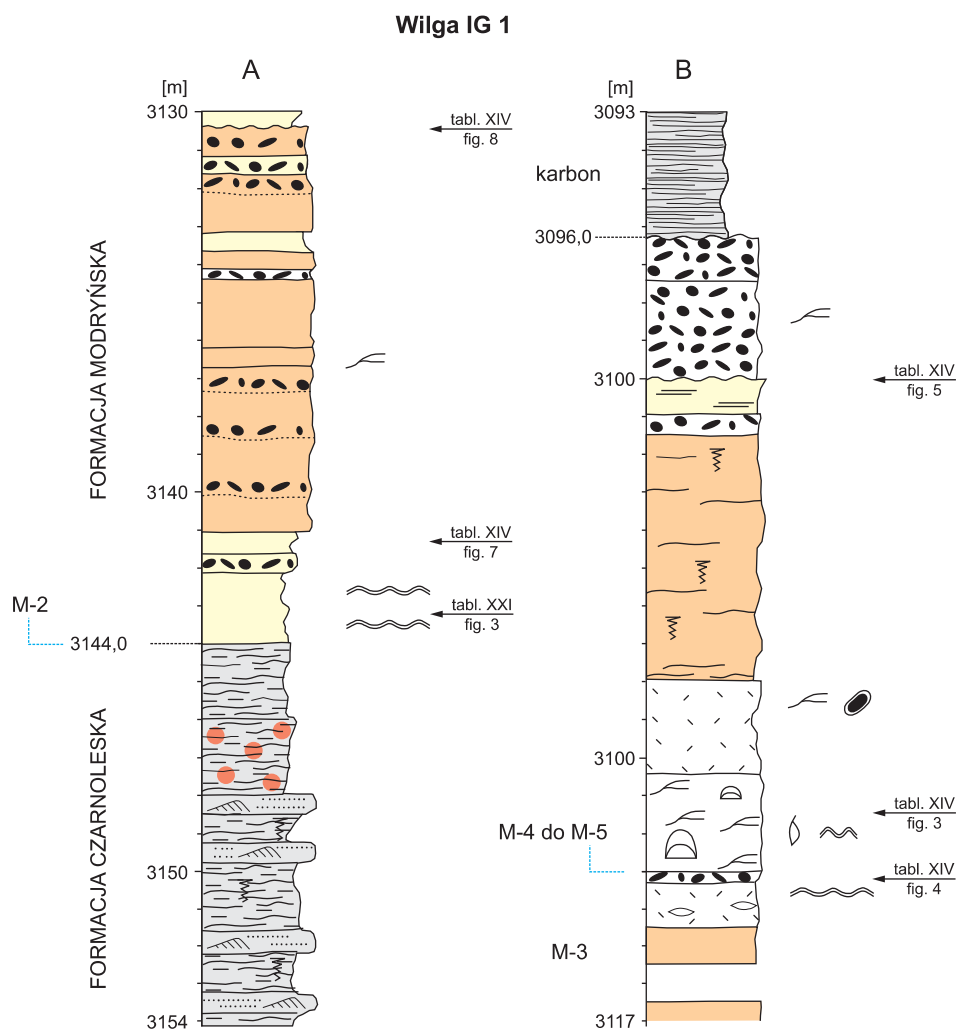 Wilga IG 1
A
[m]
3130
tabl. XIV
fig. 8
FORMACJA MODRYŃSKA
3140
tabl. XIV
fig. 7
tabl. XXI
fig. 3
M-2
3144,0
FORMACJA CZARNOLESKA
3150
3154
B
[m]
3093
karbon
3096,0
3100
tabl. XIV
fig. 5
3100
tabl. XIV
fig. 3
M-4 do M-5
tabl. XIV
fig. 4
M-3
3117